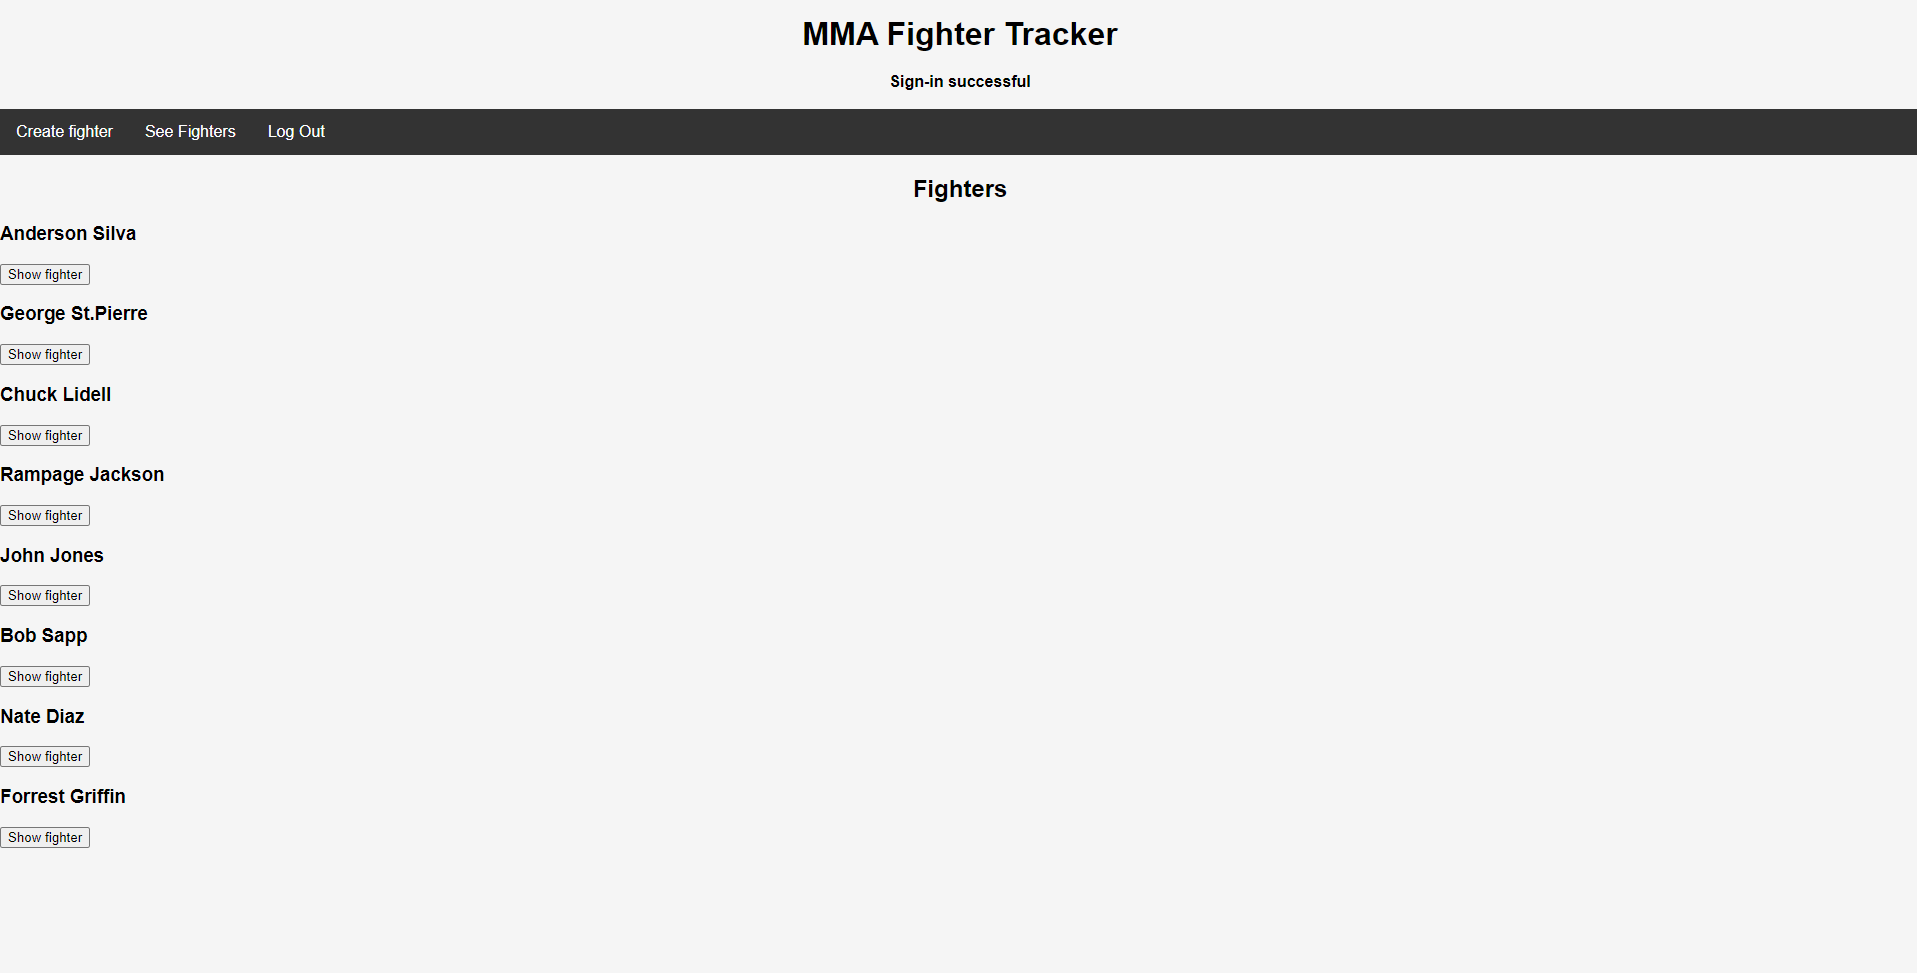 MMA Fighter Tracker
Sign-in successful
Create fighter See Fighters Log Out
Fighters
Anderson Silva
Show fighter
George St.Pierre
Show fighter
Chuck Lidell
Show fighter
Rampage Jackson
Show fighter
John Jones
Show fighter
Bob Sapp
Show fighter
Nate Diaz
Show fighter
Forrest Griffin
Show fighter